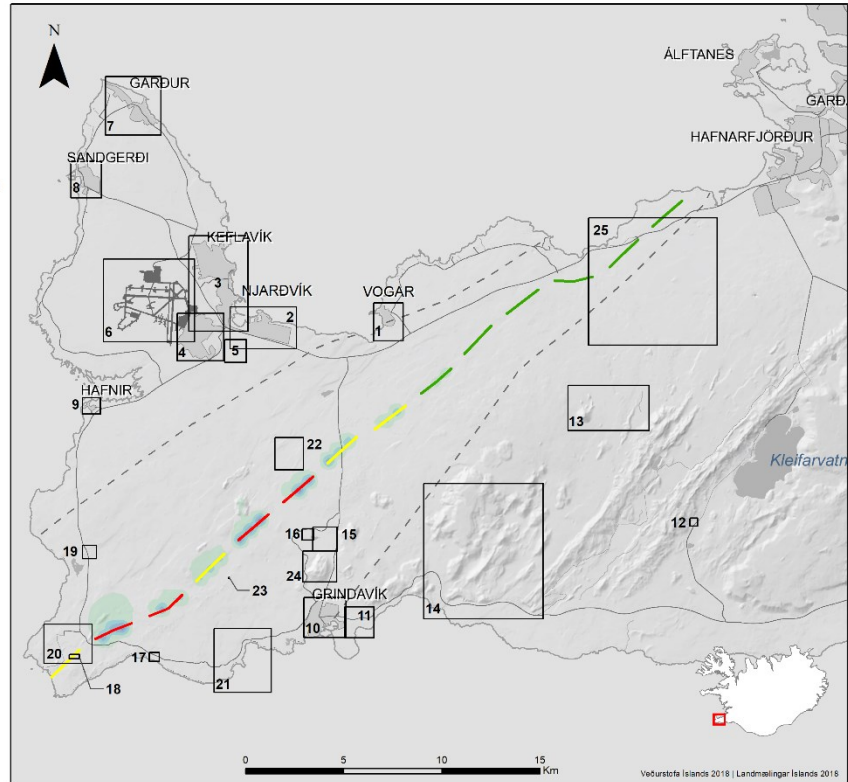 N
ÁLFTANES
GARÐUR
7
HAFNARFJÖRÐUR
SANDGERÐI
8
25
KEFLAVÍK
3
NJARÐVÍK
2
VOGAR
1
6
4
5
HAFNIR
9
13
22
Kleifarvatn
12
16
15
19
24
23
GRINDAVÍK
14
10
11
20
17
21
18
0 5 10 15
Km
Veðurstofa Íslands 2018 | Landmælingar Íslands 2018